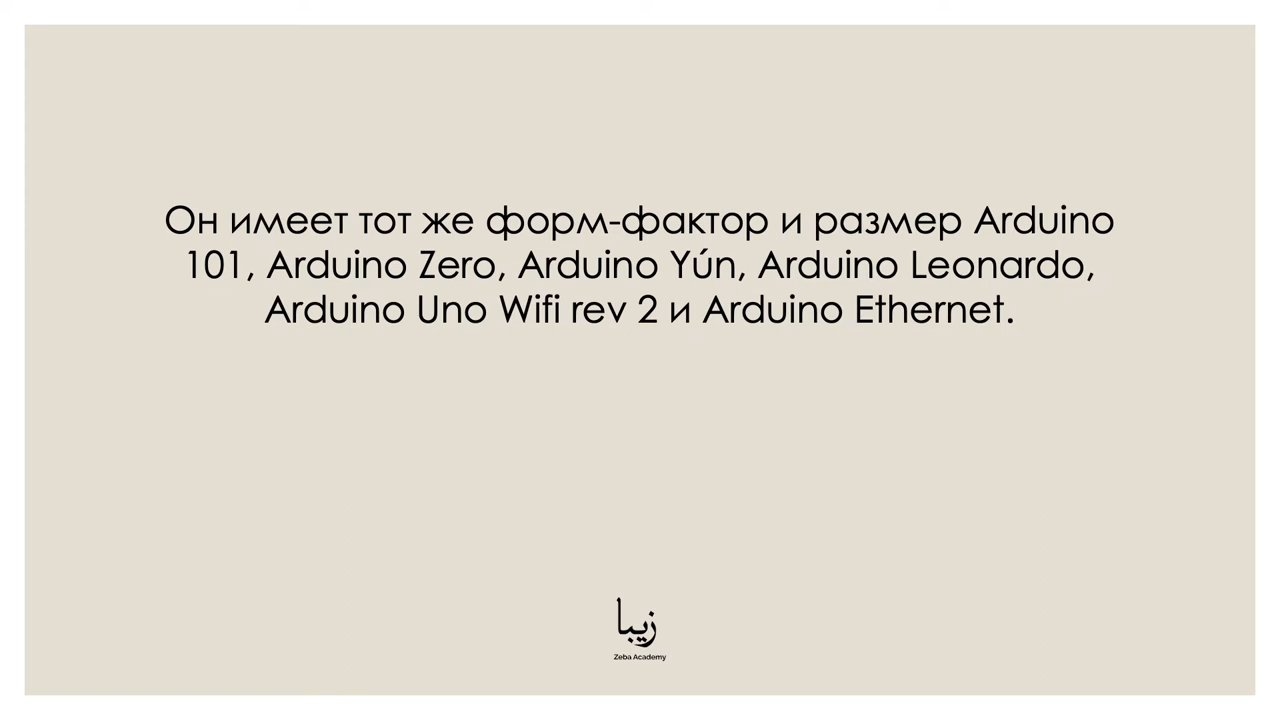 Он имеет тот же форм-фактор и размер Arduino
101, Arduino Zero, Arduino Yún, Arduino Leonardo,
Arduino Uno Wifi rev 2 и Arduino Ethernet.
زیبا
Zeba Academy